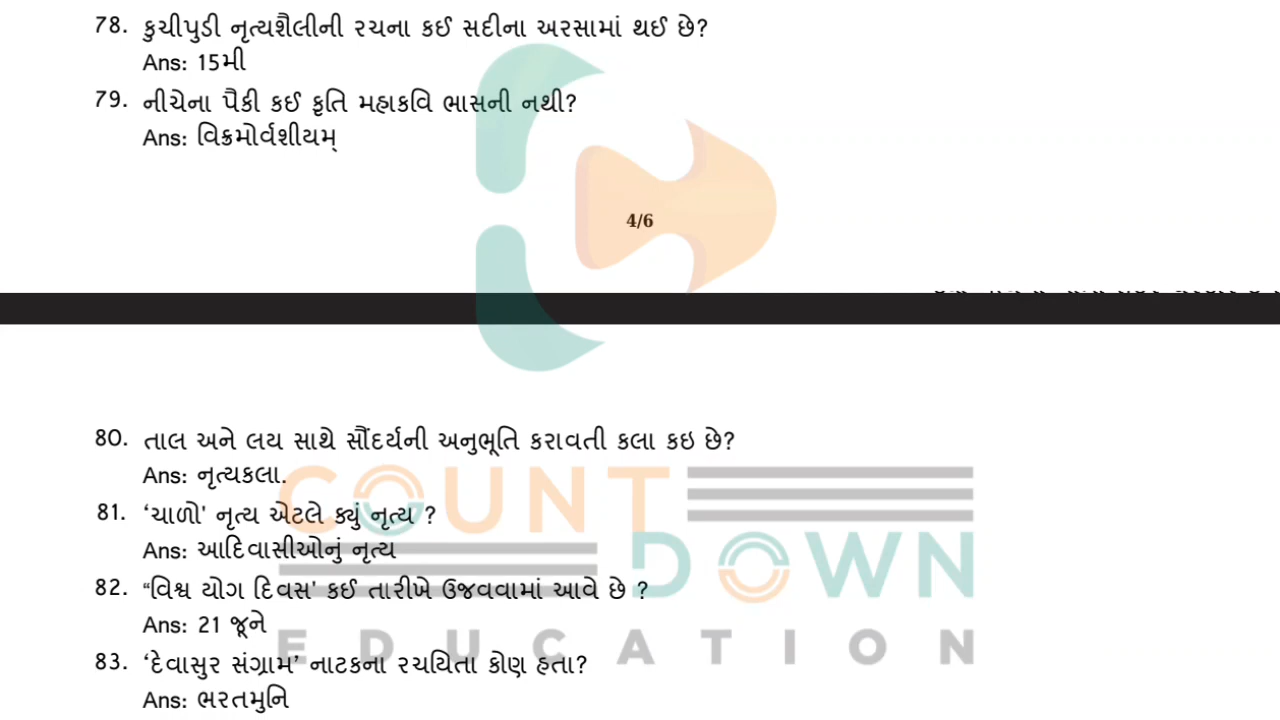 78. કુચીપુડી નૃત્યશૈલીની રચના કઈ સદીના અરસામાં થઈ છે?
Ans: 15મી
79. નીચેના પૈકી કઈ કૃતિ મહાકવિ ભાસની નથી?
Ans: વિક્રમોર્વશીયમ્
4/6
80. તાલ અને લય સાથે સૌંદર્યની અનુભૂતિ કરાવતી કલા કઇ છે?
Ans: નૃત્યકલા.
81. ‘ચાળો' નૃત્ય એટલે ક્યું નૃત્ય ?
Ans: આદિવાસીઓનું નૃત્ય
82. “વિશ્વ યોગ દિવસ' કઈ તારીખે ઉજવવામાં આવે છે ?
Ans: 21 જૂને
83. ‘દેવાસુર સંગ્રામ’ નાટકના રચયિતા કોણ હતા?
Ans: ભરતમુનિ
COUNT
DOWN
EDUCATION